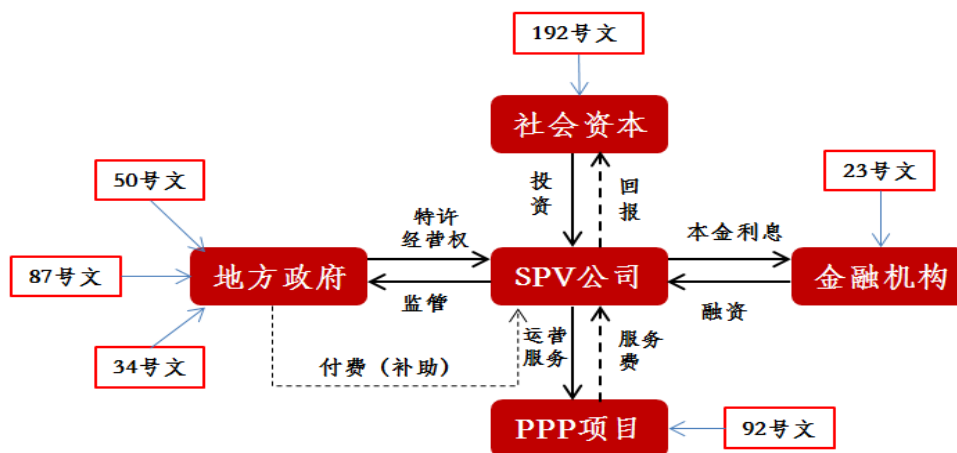 192号文
社会资本
50号文
23号文
投资
回报
特许
经营权
本金利息
87号文
地方政府
SPV公司
金融机构
监管
融资
34号文
付费（补助）
运营
服务
服务
费
PPP项目
92号文